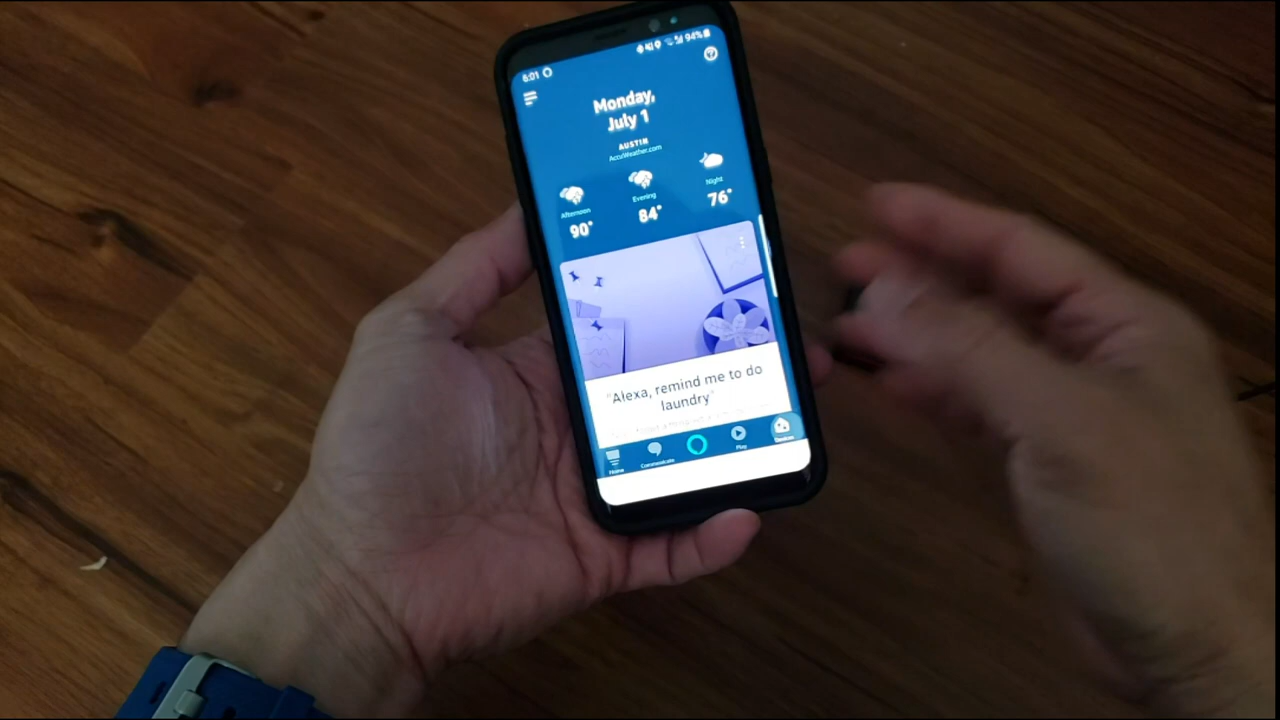 6:01
94%
Monday,
July 1
AUSTIN
AccuWeather.com
Afternoon
Evening
Night
90°
84°
76°
"Alexa, remind me to do
laundry"
Home
Communicate
Play
Devices